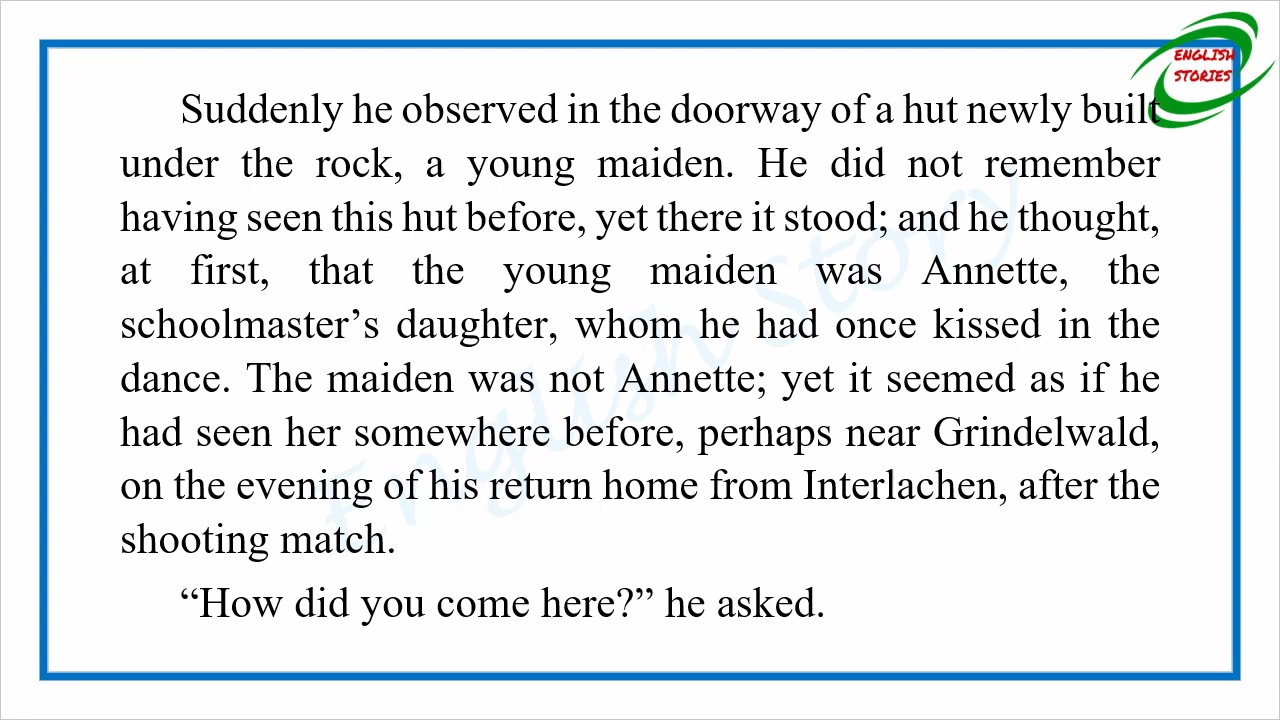 ENGLISH
STORIES
Suddenly he observed in the doorway of a hut newly built
under the rock, a young maiden. He did not remember
having seen this hut before, yet there it stood; and he thought,
at first, that the young maiden was Annette, the
schoolmaster’s daughter, whom he had once kissed in the
dance. The maiden was not Annette; yet it seemed as if he
had seen her somewhere before, perhaps near Grindelwald,
on the evening of his return home from Interlachen, after the
shooting match.
“How did you come here?” he asked.
English Story